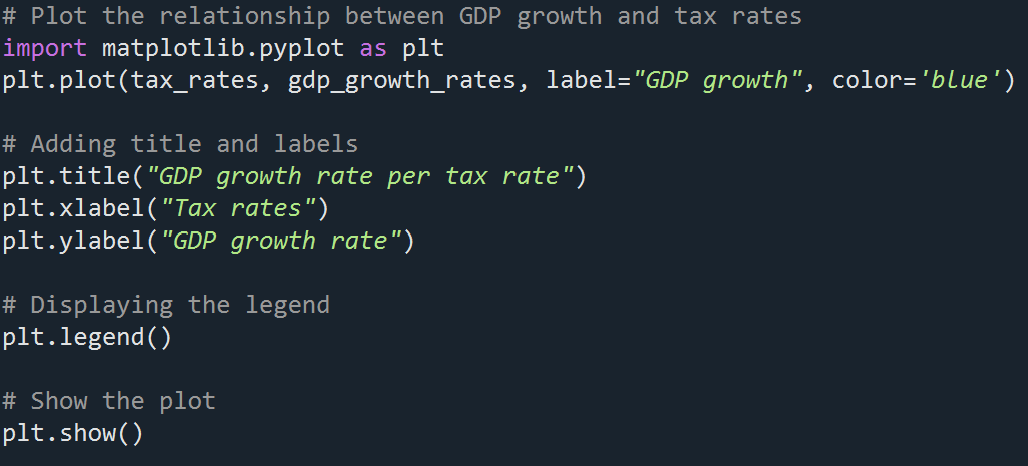 # Plot the relationship between GDP growth and tax rates
import matplotlib.pyplot as plt
plt.plot(tax_rates, gdp_growth_rates, label="GDP growth", color='blue')
# Adding title and labels
plt.title("GDP growth rate per tax rate")
plt.xlabel("Tax rates")
plt.ylabel("GDP growth rate")
# Displaying the legend
plt.legend()
# Show the plot
plt.show()